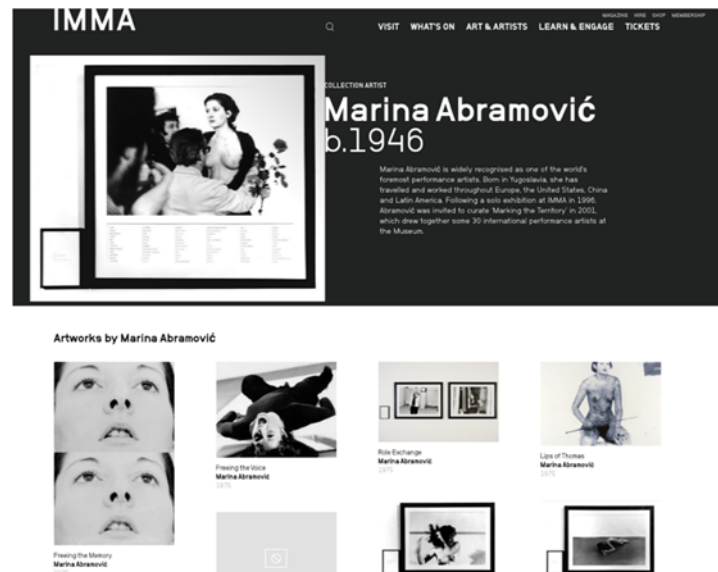 IMMA
MAGAZINE HIRE SHOP MEMBERSHIP
VISIT WHAT'S ON ART & ARTISTS LEARN & ENGAGE TICKETS
COLLECTION ARTIST
Marina Abramović
b.1946
Marina Abramović is widely recognised as one of the world's
foremost performance artists. Born in Yugoslavia, she has
travelled and worked throughout Europe, the United States, China
and Latin America. Following a solo exhibition at IMMA in 1996,
Abramović was invited to curate 'Marking the Territory' in 2001,
which drew together some 30 international performance artists at
the Museum.
Artworks by Marina Abramović
Freeing the Memory
Marina Abramović
Freeing the Voice
Marina Abramović
1975
Role Exchange
Marina Abramović
1975
Lips of Thomas
Marina Abramović
1975